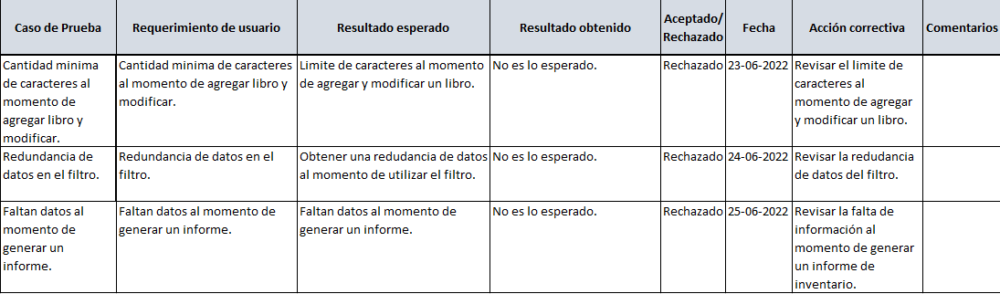 Caso de Prueba
Requerimiento de usuario
Resultado esperado
Resultado obtenido
Aceptado/
Rechazado
Fecha
Acción correctiva
Comentarios
Cantidad minima
de caracteres al
momento de
agregar libro y
modificar.
Cantidad minima de caracteres
al momento de agregar libro y
modificar.
Limite de caracteres al momento
de agregar y modificar un libro.
No es lo esperado.
Rechazado
23-06-2022
Revisar el limite de
caracteres al
momento de agregar
y modificar un libro.
Redundancia de
datos en el filtro.
Redundancia de datos en el
filtro.
Obtener una redudancia de datos
al momento de utilizar el filtro.
No es lo esperado.
Rechazado
24-06-2022
Revisar la redudancia
de datos del filtro.
Faltan datos al
momento de
generar un
informe.
Faltan datos al momento de
generar un informe.
Faltan datos al momento de
generar un informe.
No es lo esperado.
Rechazado
25-06-2022
Revisar la falta de
información al
momento de generar
un informe de
inventario.